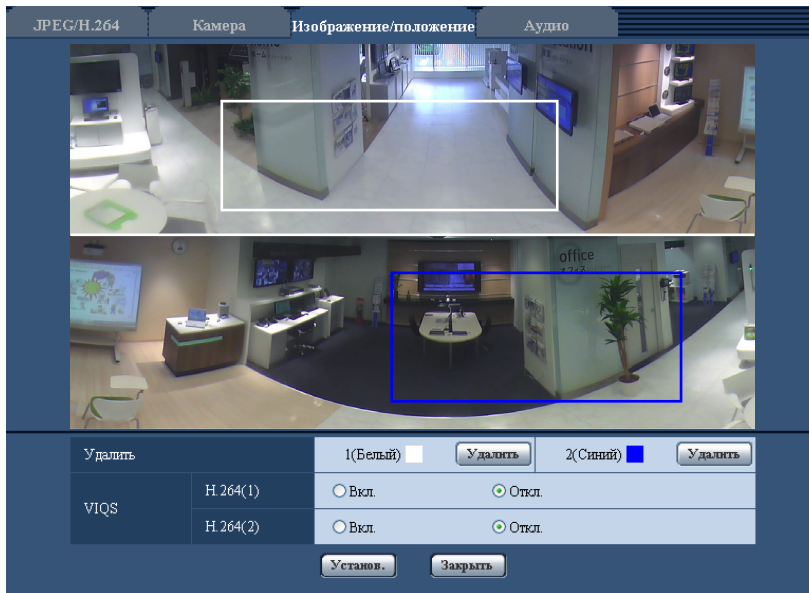 JPEG/H.264 Камера Изображение/положение Аудио
office
Удалить 1(Белый) Удалить 2(Синий) Удалить
VIQS
H.264(1) Вкл. Откл.
H.264(2) Вкл. Откл.
Установ. Закрыть